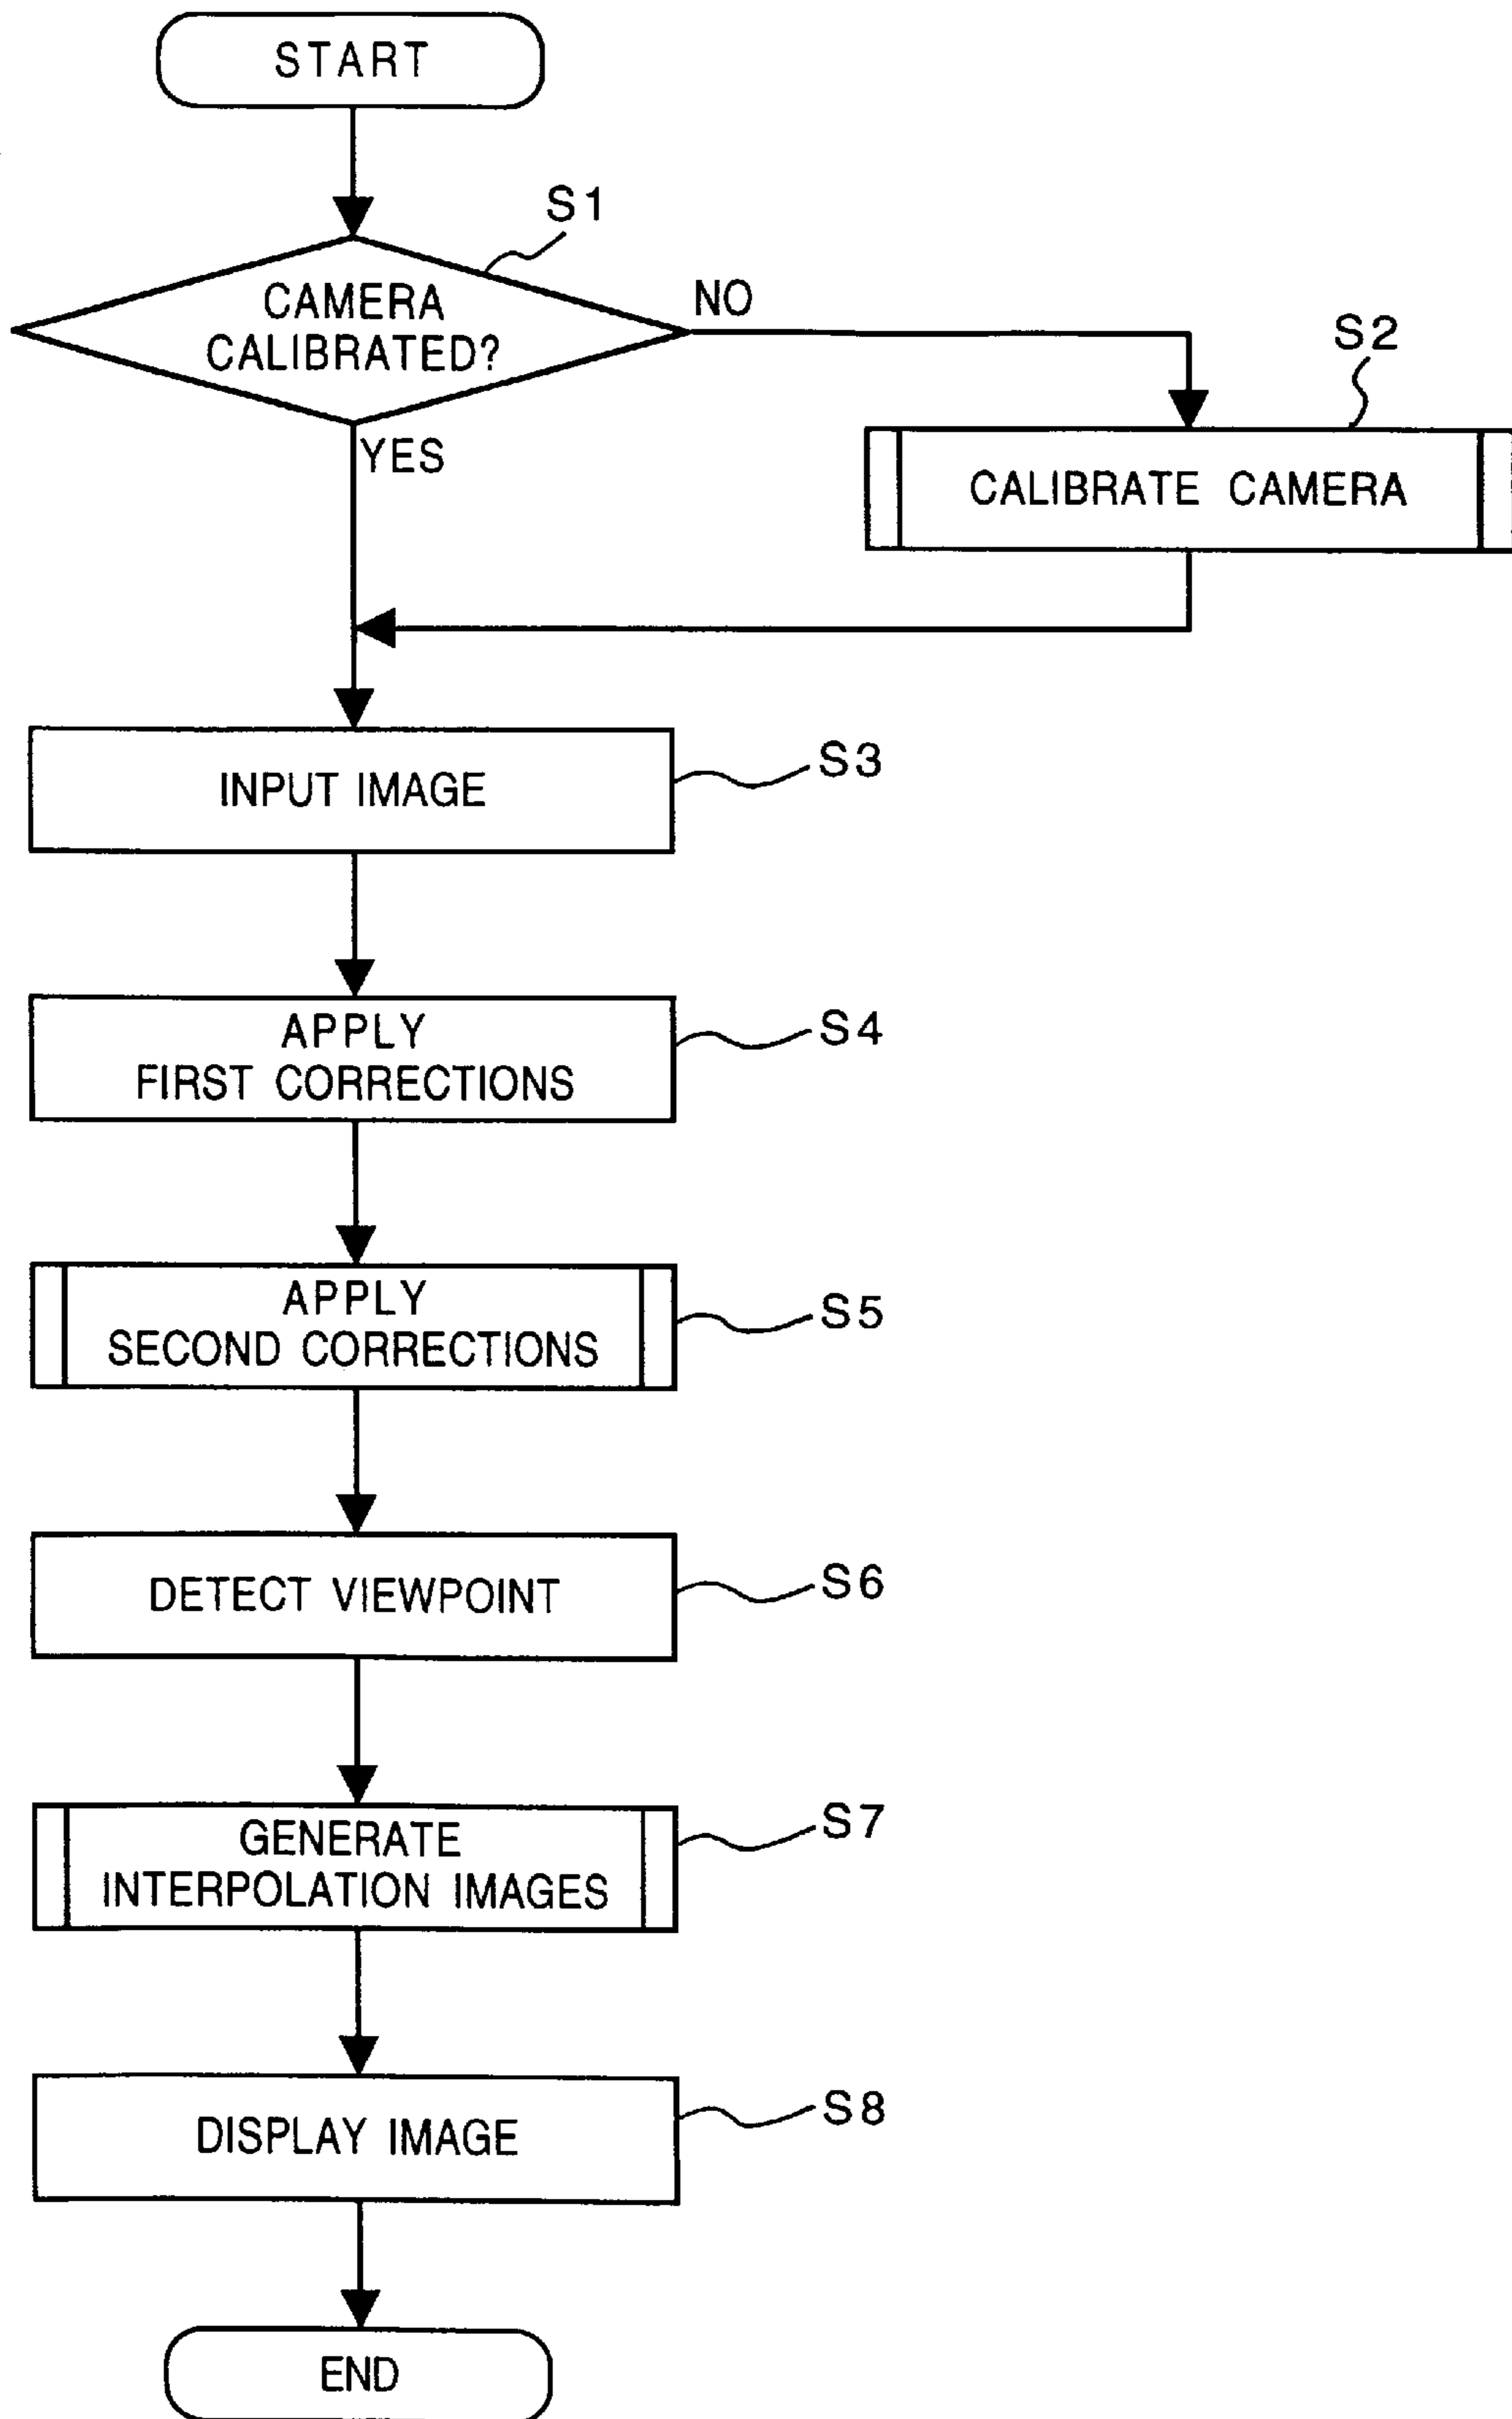 START
S1
CAMERA
CALIBRATED?
NO
YES
S2
CALIBRATE CAMERA
INPUT IMAGE
S3
APPLY
FIRST CORRECTIONS
S4
APPLY
SECOND CORRECTIONS
S5
DETECT VIEWPOINT
S6
GENERATE
INTERPOLATION IMAGES
S7
DISPLAY IMAGE
S8
END